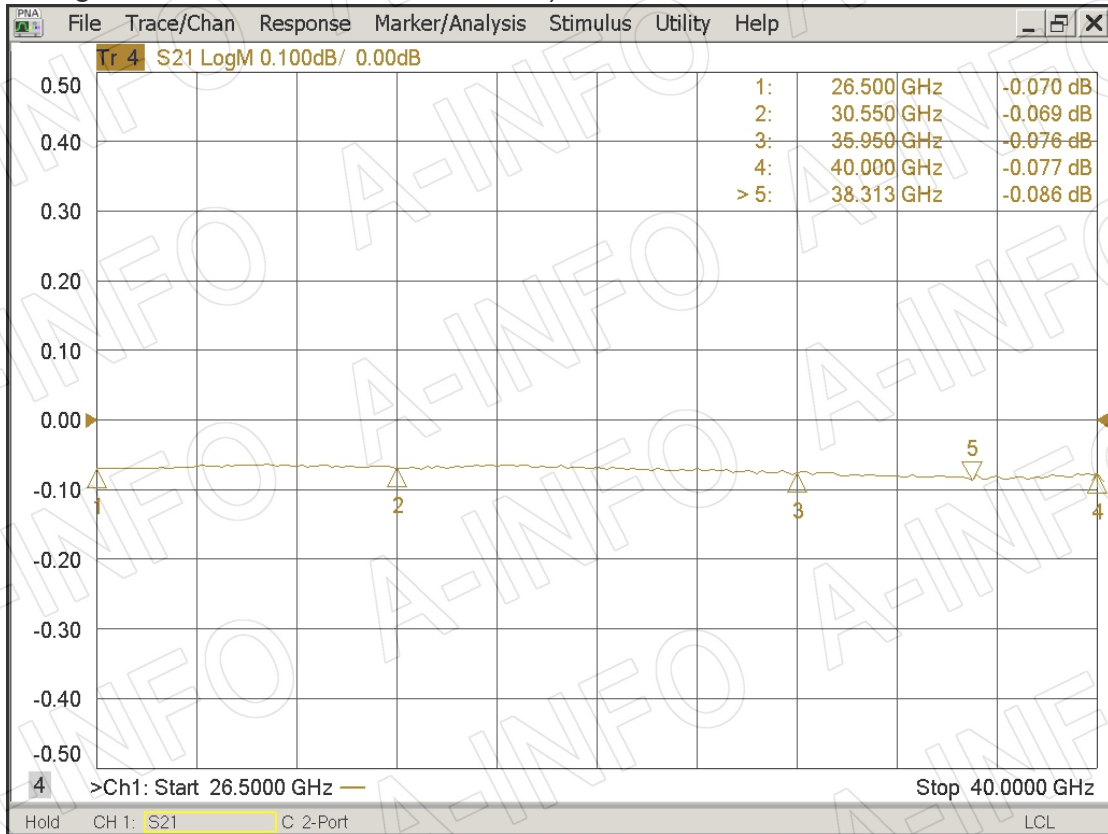 PNA
File Trace/Chan Response Marker/Analysis Stimulus Utility Help
Tr 4 S21 LogM 0.100dB/ 0.00dB
0.50
0.40
0.30
0.20
0.10
0.00
-0.10
-0.20
-0.30
-0.40
-0.50
1: 26.500 GHz -0.070 dB
2: 30.550 GHz -0.069 dB
3: 35.950 GHz -0.076 dB
4: 40.000 GHz -0.077 dB
> 5: 38.313 GHz -0.086 dB
1
2
3
5
4
4 >Ch1: Start 26.5000 GHz Stop 40.0000 GHz
Hold CH 1: S21 C 2-Port LCL
A-INFO